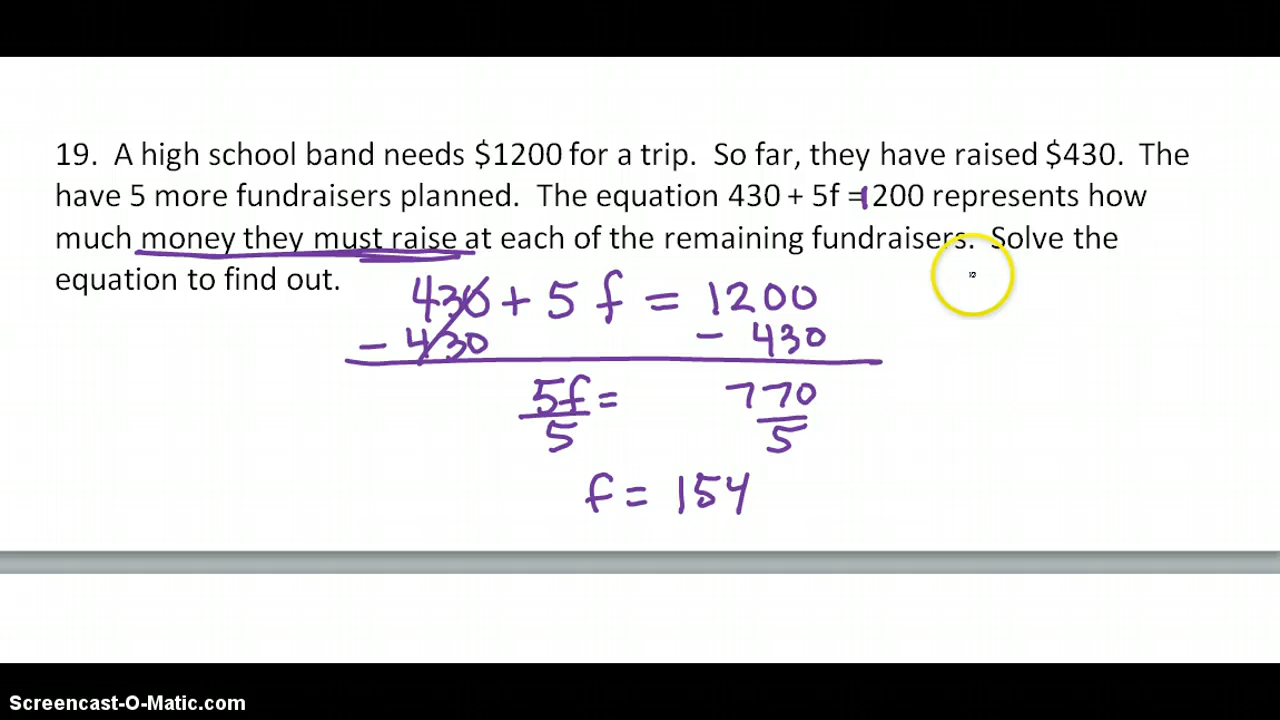 19. A high school band needs $1200 for a trip. So far, they have raised $430. The
have 5 more fundraisers planned. The equation 430 + 5f =1200 represents how
much money they must raise at each of the remaining fundraisers. Solve the
equation to find out.
430 + 5 f = 1200
- 430 - 430
5f = 770
5 5
f = 154
Screencast-O-Matic.com